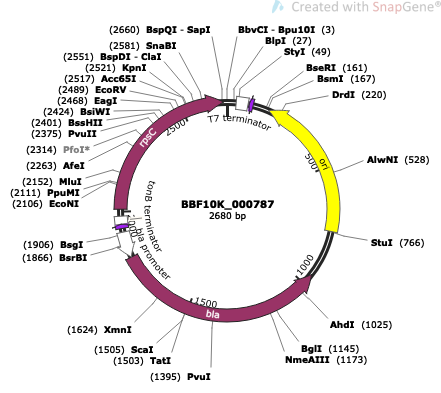 Created with SnapGene®
(2660) BspQI - SapI
(2581) SnaBI
(2551) BspDI - ClaI
(2521) KpnI
(2517) Acc65I
(2489) EcoRV
(2468) EagI
(2424) BsiWI
(2401) BssHII
(2375) PvuII
(2314) PfoI*
(2263) AfeI
(2152) MluI
(2111) PpuMI
(2106) EcoNI
(1906) BsgI
(1866) BsrBI
(1624) XmnI
(1505) ScaI
(1503) TatI
(1395) PvuI
BbvCI - Bpu10I (3)
BlpI (27)
StyI (49)
BseRI (161)
BsmI (167)
DrdI (220)
AlwNI (528)
StuI (766)
AhdI (1025)
BglI (1145)
NmeAIII (1173)
T7 terminator
ori
500
1000
1500
bla
bla promoter
tonB terminator
rpsC
2500
BBF10K_000787
2680 bp